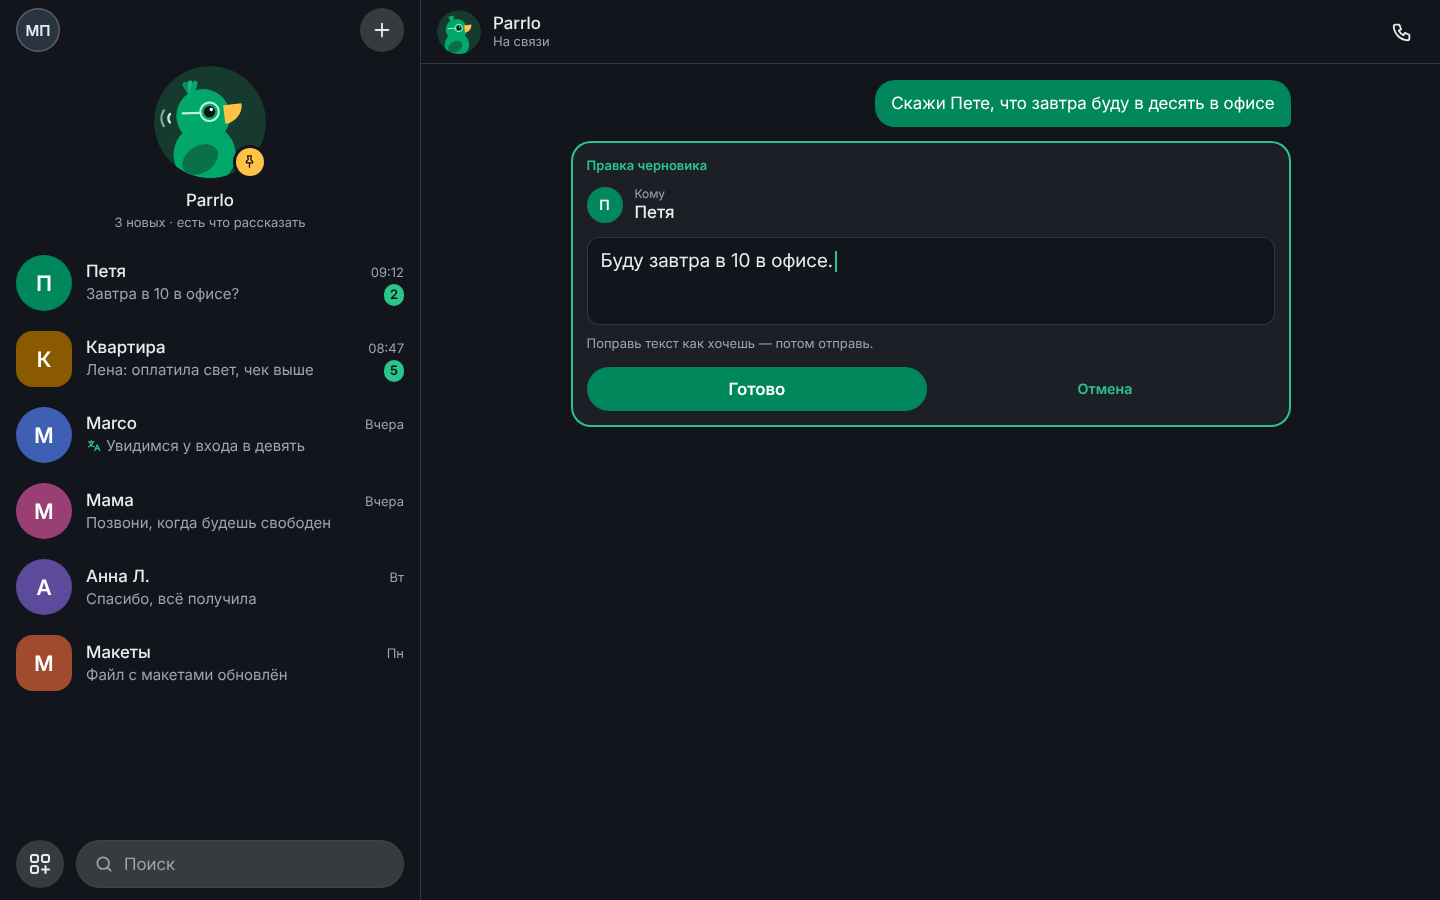 МП
Parrlo
3 новых · есть что рассказать
П
Петя
09:12
Завтра в 10 в офисе?
2
К
Квартира
08:47
Лена: оплатила свет, чек выше
5
M
Marco
Вчера
Увидимся у входа в девять
М
Мама
Вчера
Позвони, когда будешь свободен
А
Анна Л.
Вт
Спасибо, всё получила
М
Макеты
Пн
Файл с макетами обновлён
Поиск
Parrlo
На связи
Скажи Пете, что завтра буду в десять в офисе
Правка черновика
П
Кому
Петя
Буду завтра в 10 в офисе.
Поправь текст как хочешь — потом отправь.
Готово
Отмена